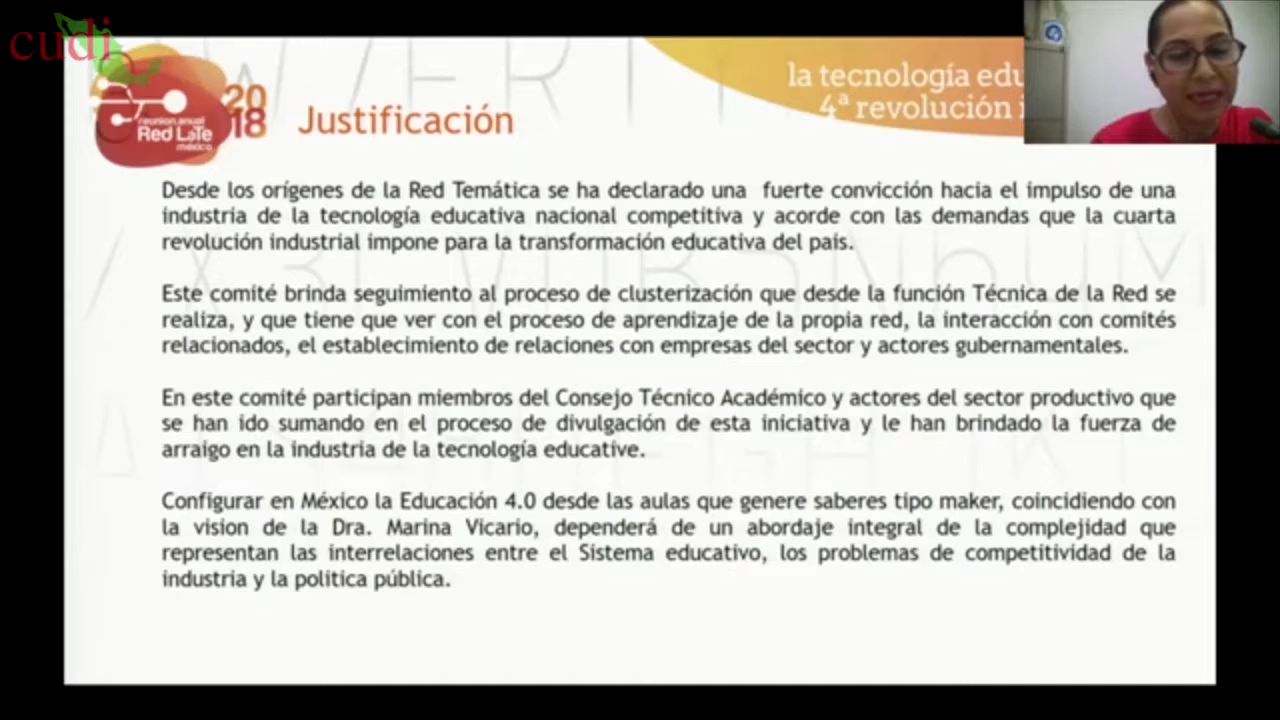 cudi
la tecnología edu
4ª revolución i
2018
reunion.anual
Red LaTe
méxico
Justificación
Desde los orígenes de la Red Temática se ha declarado una fuerte convicción hacia el impulso de una
industria de la tecnología educativa nacional competitiva y acorde con las demandas que la cuarta
revolución industrial impone para la transformación educativa del país.
Este comité brinda seguimiento al proceso de clusterización que desde la función Técnica de la Red se
realiza, y que tiene que ver con el proceso de aprendizaje de la propia red, la interacción con comités
relacionados, el establecimiento de relaciones con empresas del sector y actores gubernamentales.
En este comité participan miembros del Consejo Técnico Académico y actores del sector productivo que
se han ido sumando en el proceso de divulgación de esta iniciativa y le han brindado la fuerza de
arraigo en la industria de la tecnología educative.
Configurar en México la Educación 4.0 desde las aulas que genere saberes tipo maker, coincidiendo con
la vision de la Dra. Marina Vicario, dependerá de un abordaje integral de la complejidad que
representan las interrelaciones entre el Sistema educativo, los problemas de competitividad de la
industria y la política pública.